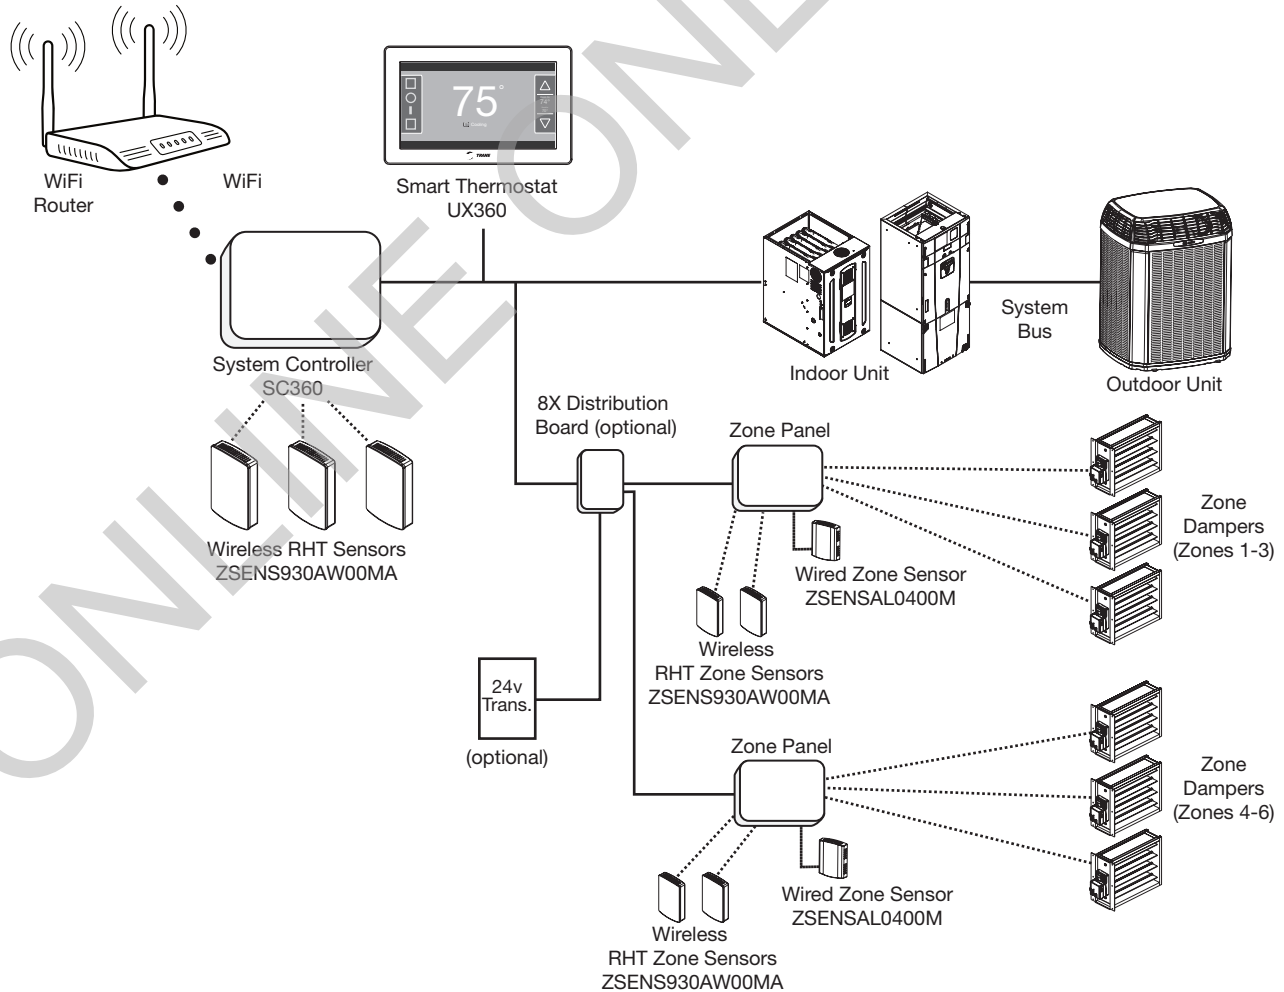 75°
Cooling
TRANE
WiFi
Router
WiFi
Smart Thermostat
UX360
System Controller
SC360
Indoor Unit
System
Bus
Outdoor Unit
8X Distribution
Board (optional)
Zone Panel
Zone
Dampers
(Zones 1-3)
Wireless RHT Sensors
ZSENS930AW00MA
Wired Zone Sensor
ZSENSAL0400M
Wireless
RHT Zone Sensors
ZSENS930AW00MA
24v
Trans.
(optional)
Zone Panel
Zone
Dampers
(Zones 4-6)
Wired Zone Sensor
ZSENSAL0400M
Wireless
RHT Zone Sensors
ZSENS930AW00MA
ONLINE ONL